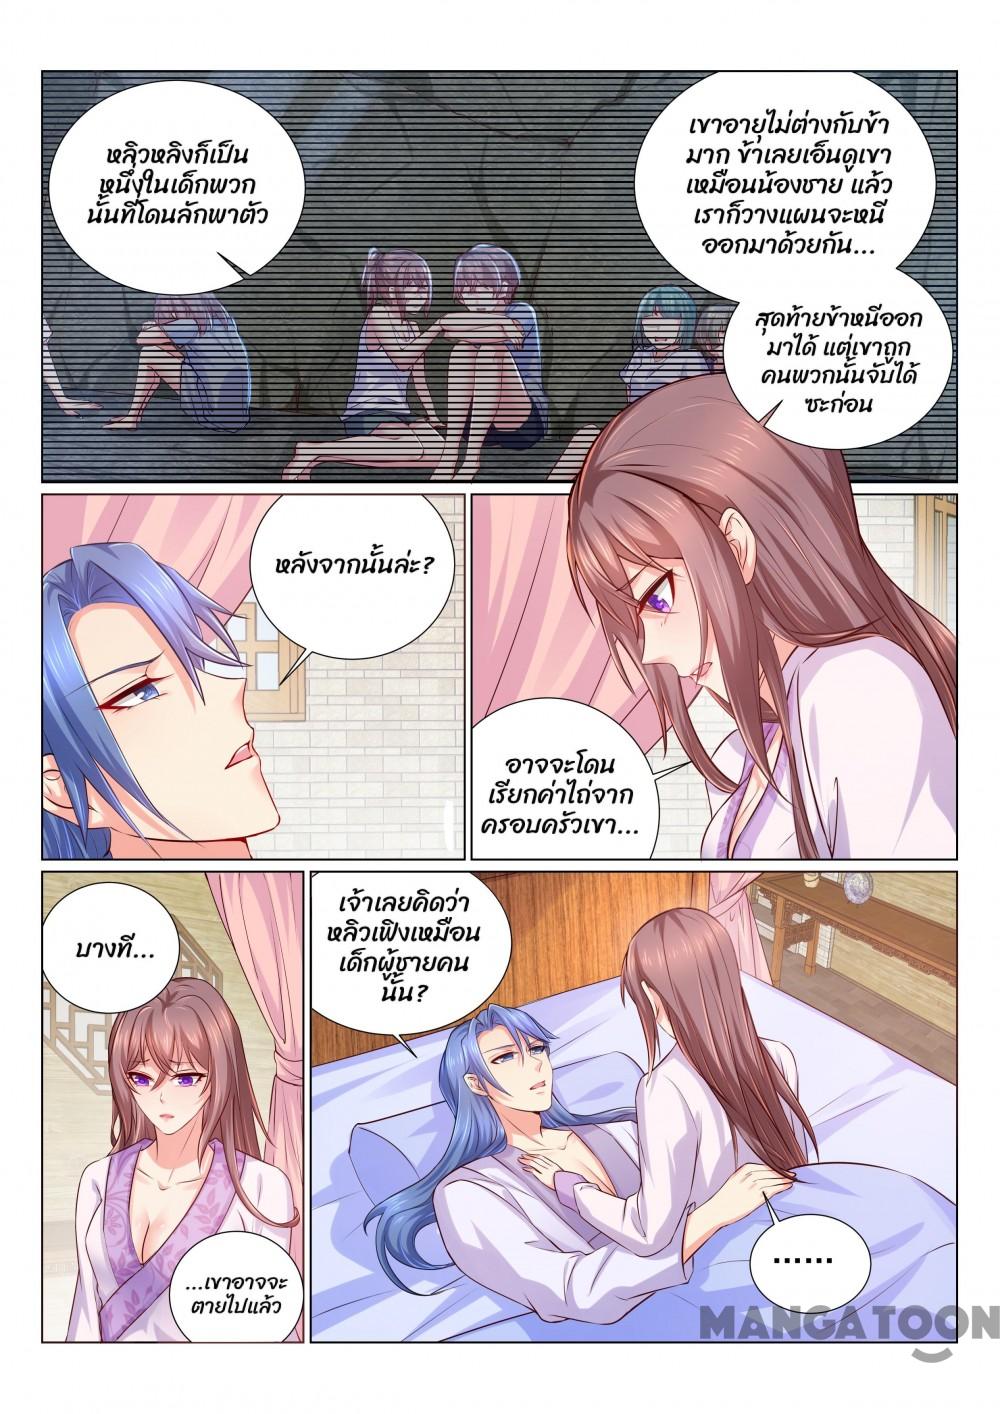 หลิวหลิงก็เป็น
หนึ่งในเด็กพวก
นั้นที่โดนลักพาตัว
เขาอายุไม่ต่างกับข้า
มาก ข้าเลยเอ็นดูเขา
เหมือนน้องชาย แล้ว
เราก็วางแผนจะหนี
ออกมาด้วยกัน...
สุดท้ายข้าหนีออก
มาได้ แต่เขาถูก
คนพวกนั้นจับได้
ซะก่อน
หลังจากนั้นล่ะ?
อาจจะโดน
เรียกค่าไถ่จาก
ครอบครัวเขา...
บางที...
...เขาอาจจะ
ตายไปแล้ว
เจ้าเลยคิดว่า
หลิวเฟิงเหมือน
เด็กผู้ชายคน
นั้น?
......
MANGATOON